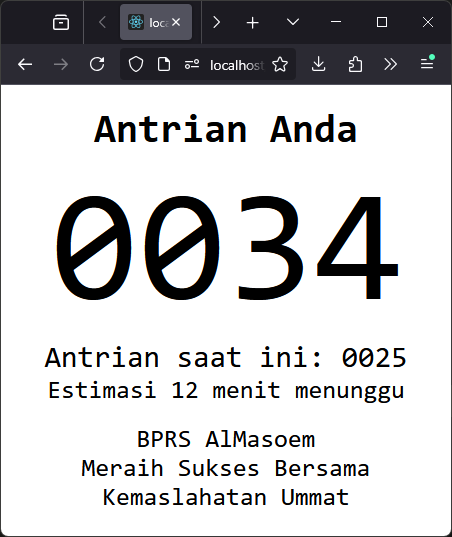 loca
localhost
Antrian Anda
0034
Antrian saat ini: 0025
Estimasi 12 menit menunggu
BPRS AlMasoem
Meraih Sukses Bersama
Kemaslahatan Ummat